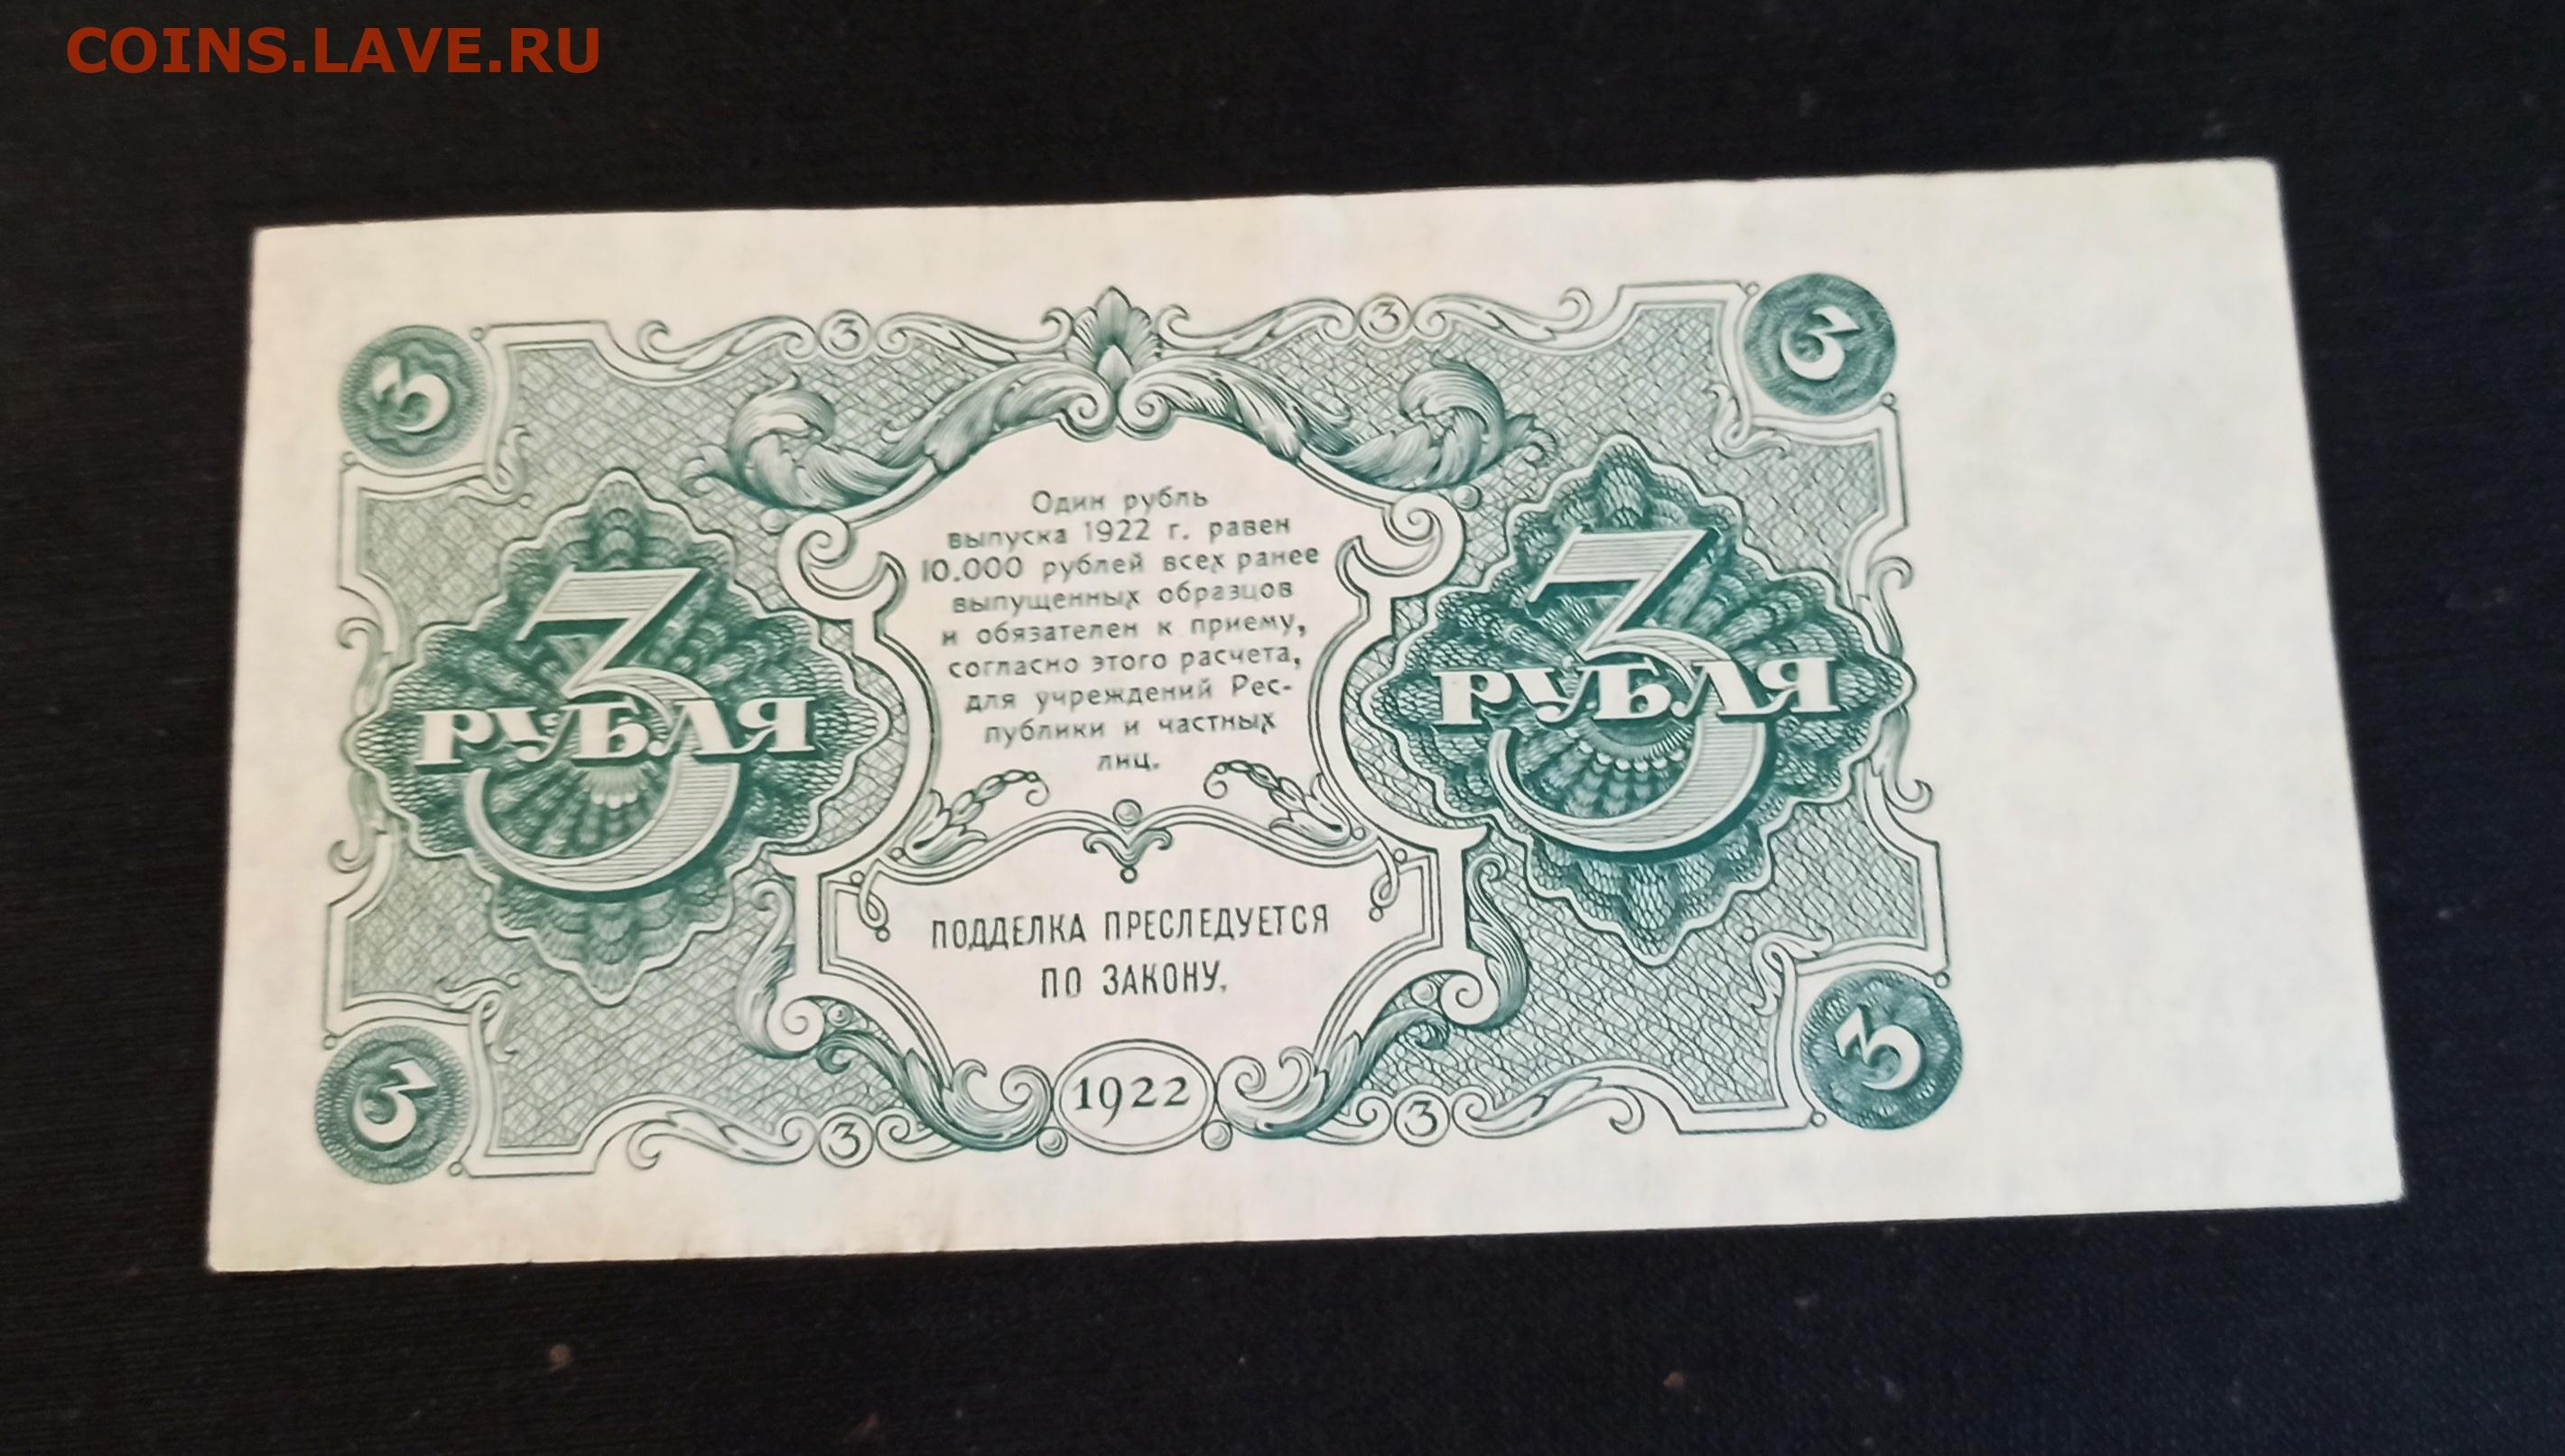 COINS.LAVE.RU
3
3
3
3
Один рубль
выпуска 1922 г. равен
10.000 рублей всех ранее
выпущенных образцов
и обязателен к приему,
согласно этого расчета,
для учреждений Рес-
публики и частных
лиц.
3
РУБЛЯ
3
РУБЛЯ
ПОДДЕЛКА ПРЕСЛЕДУЕТСЯ
ПО ЗАКОНУ.
3
3
1922
3
3